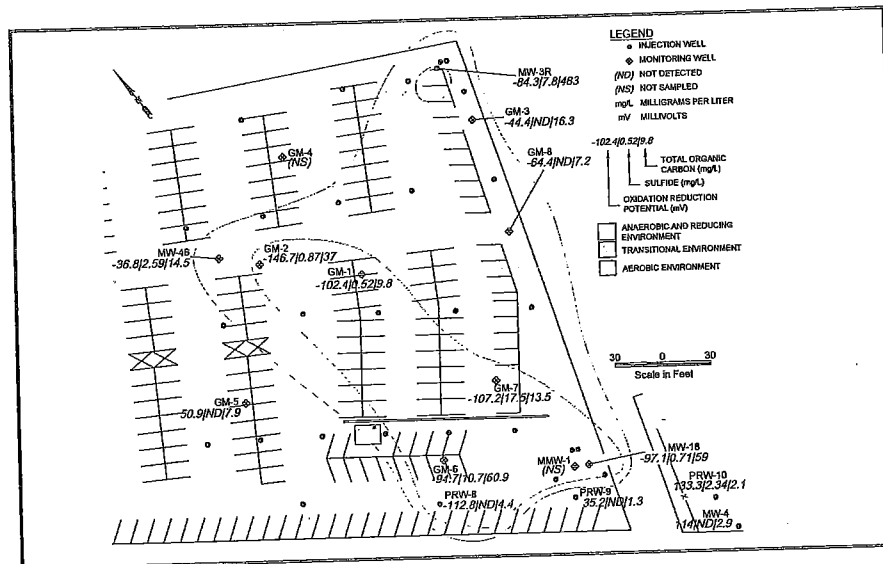 LEGEND
INJECTION WELL
MONITORING WELL
(ND) NOT DETECTED
(NS) NOT SAMPLED
mg/L MILLIGRAMS PER LITER
mV MILLIVOLTS
-102.4|0.52|9.8
TOTAL ORGANIC
CARBON (mg/L)
SULFIDE (mg/L)
OXIDATION REDUCTION
POTENTIAL (mV)
ANAEROBIC AND REDUCING
ENVIRONMENT
TRANSITIONAL ENVIRONMENT
AEROBIC ENVIRONMENT
MW-3R
-84.3|7.8|483
GM-3
-44.4|ND|16.3
GM-8
-64.4|ND|7.2
GM-4
(NS)
GM-2
-146.7|0.87|37
-36.8|2.59|14.5
GM-1
-102.4|0.52|9.8
30 0 30
Scale in Feet
GM-7
-107.2|17.5|13.5
GM-5
50.9|ND|7.9
GM-6
-94.7|10.7|60.9
MMW-1
(NS)
-97.1|0.71|59
PRW-10
133.3|2.34|2.1
PRW-8
-112.8|ND|4.4
PRW-9
35.2|ND|1.3
MW-4
114|ND|2.9